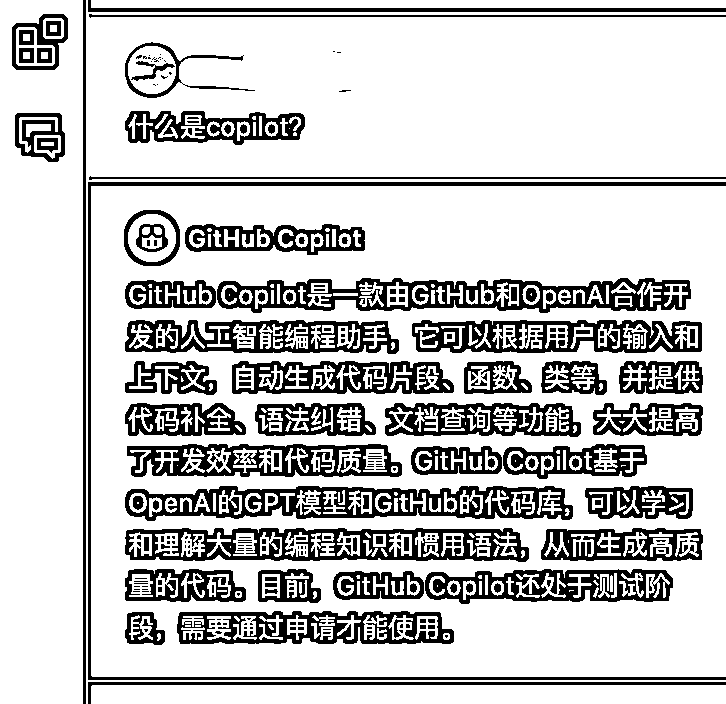 什么是copilot?
GitHub Copilot
GitHub Copilot是一款由GitHub和OpenAI合作开
发的人工智能编程助手，它可以根据用户的输入和
上下文，自动生成代码片段、函数、类等，并提供
代码补全、语法纠错、文档查询等功能，大大提高
了开发效率和代码质量。GitHub Copilot基于
OpenAI的GPT模型和GitHub的代码库，可以学习
和理解大量的编程知识和惯用语法，从而生成高质
量的代码。目前，GitHub Copilot还处于测试阶
段，需要通过申请才能使用。